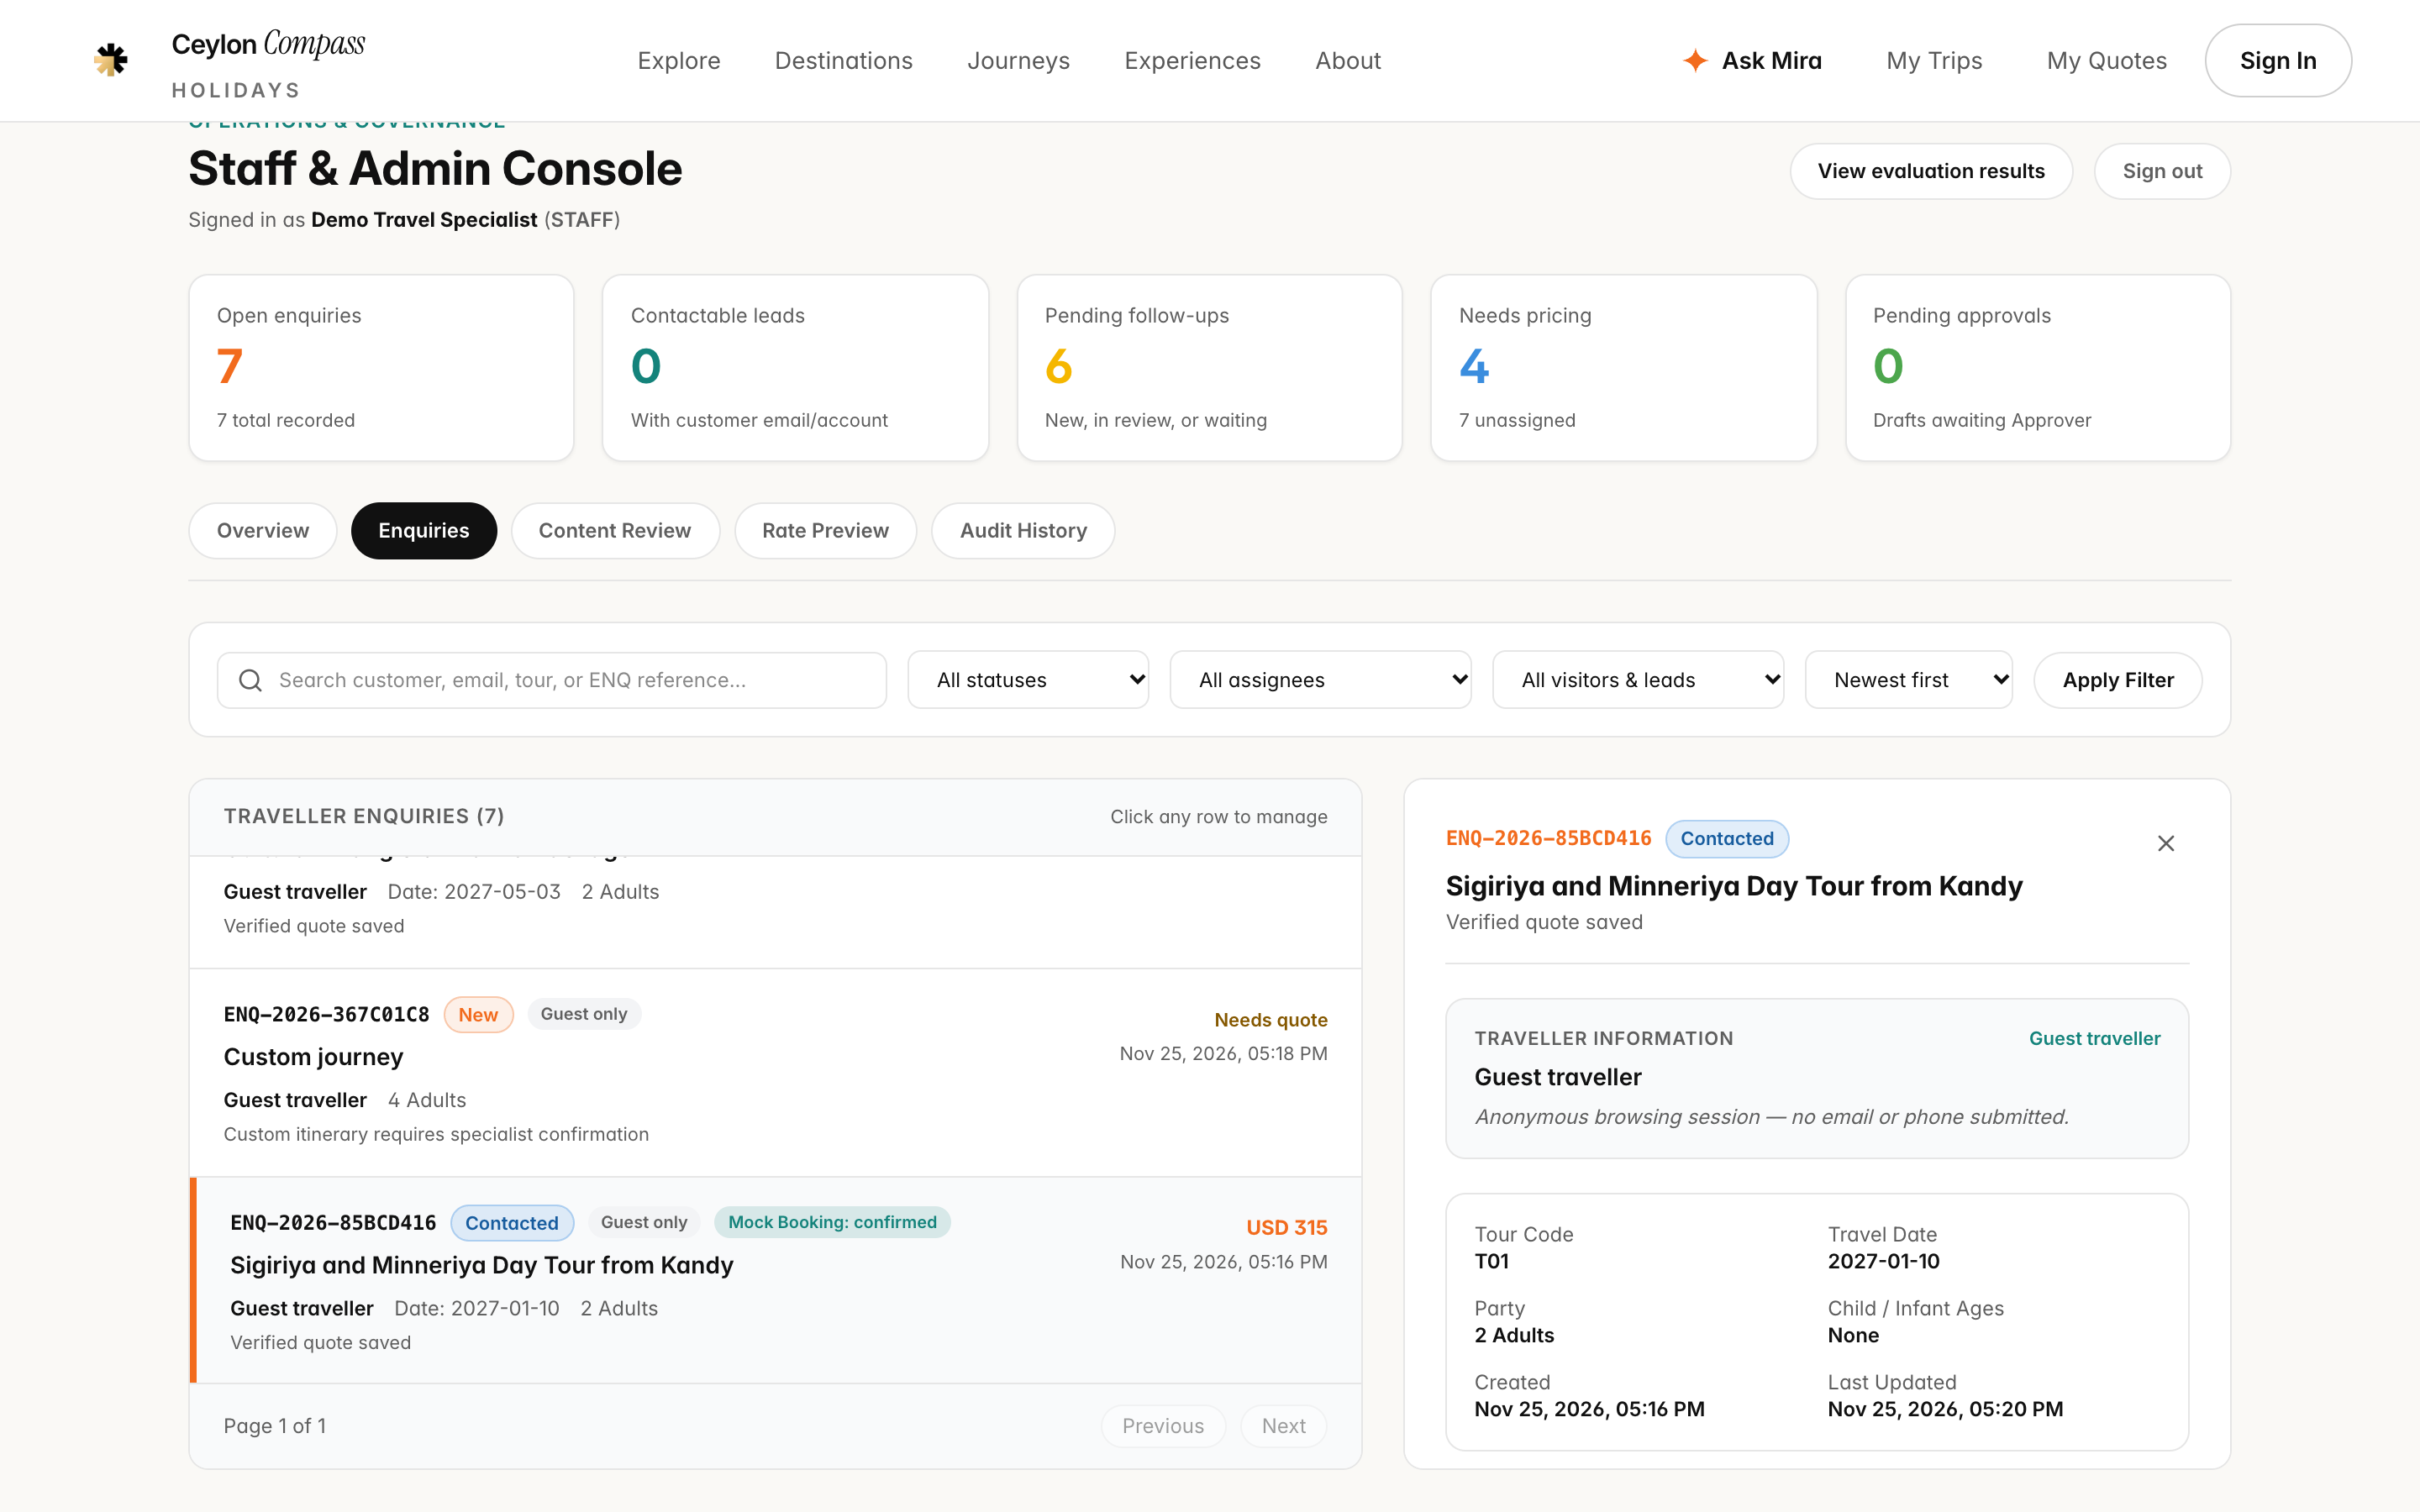 Ceylon Compass
HOLIDAYS
Explore
Destinations
Journeys
Experiences
About
Ask Mira
My Trips
My Quotes
Sign In
OPERATIONS & GOVERNANCE
Staff & Admin Console
Signed in as Demo Travel Specialist (STAFF)
View evaluation results
Sign out
Open enquiries
7
7 total recorded
Contactable leads
0
With customer email/account
Pending follow-ups
6
New, in review, or waiting
Needs pricing
4
7 unassigned
Pending approvals
0
Drafts awaiting Approver
Overview
Enquiries
Content Review
Rate Preview
Audit History
Search customer, email, tour, or ENQ reference...
All statuses
All assignees
All visitors & leads
Newest first
Apply Filter
TRAVELLER ENQUIRIES (7)
Click any row to manage
Guest traveller Date: 2027-05-03 2 Adults
Verified quote saved
ENQ-2026-367C01C8 New Guest only
Needs quote
Custom journey
Nov 25, 2026, 05:18 PM
Guest traveller 4 Adults
Custom itinerary requires specialist confirmation
ENQ-2026-85BCD416 Contacted Guest only Mock Booking: confirmed
USD 315
Sigiriya and Minneriya Day Tour from Kandy
Nov 25, 2026, 05:16 PM
Guest traveller Date: 2027-01-10 2 Adults
Verified quote saved
Page 1 of 1
Previous
Next
ENQ-2026-85BCD416 Contacted
Sigiriya and Minneriya Day Tour from Kandy
Verified quote saved
TRAVELLER INFORMATION
Guest traveller
Guest traveller
Anonymous browsing session — no email or phone submitted.
Tour Code
T01
Travel Date
2027-01-10
Party
2 Adults
Child / Infant Ages
None
Created
Nov 25, 2026, 05:16 PM
Last Updated
Nov 25, 2026, 05:20 PM